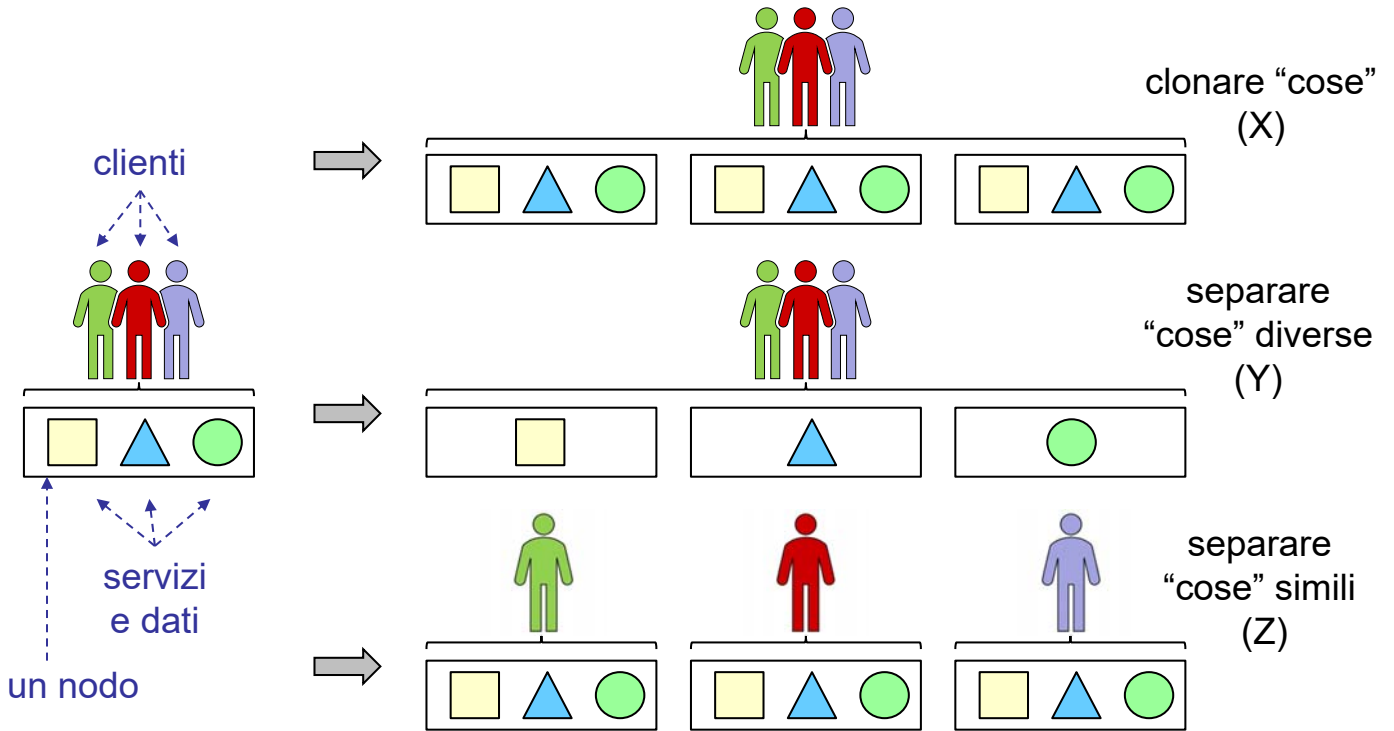 clonare “cose”
(X)
clienti
separare
“cose” diverse
(Y)
servizi
e dati
un nodo
separare
“cose” simili
(Z)